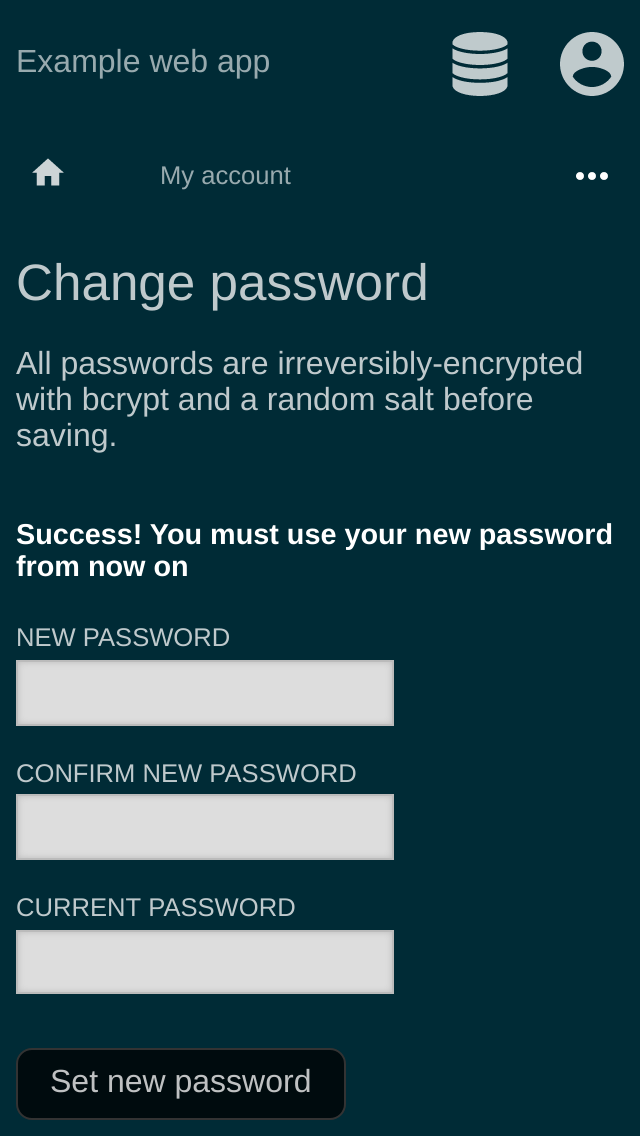 Example web app
My account
Change password
All passwords are irreversibly-encrypted
with bcrypt and a random salt before
saving.
Success! You must use your new password
from now on
NEW PASSWORD
CONFIRM NEW PASSWORD
CURRENT PASSWORD
Set new password